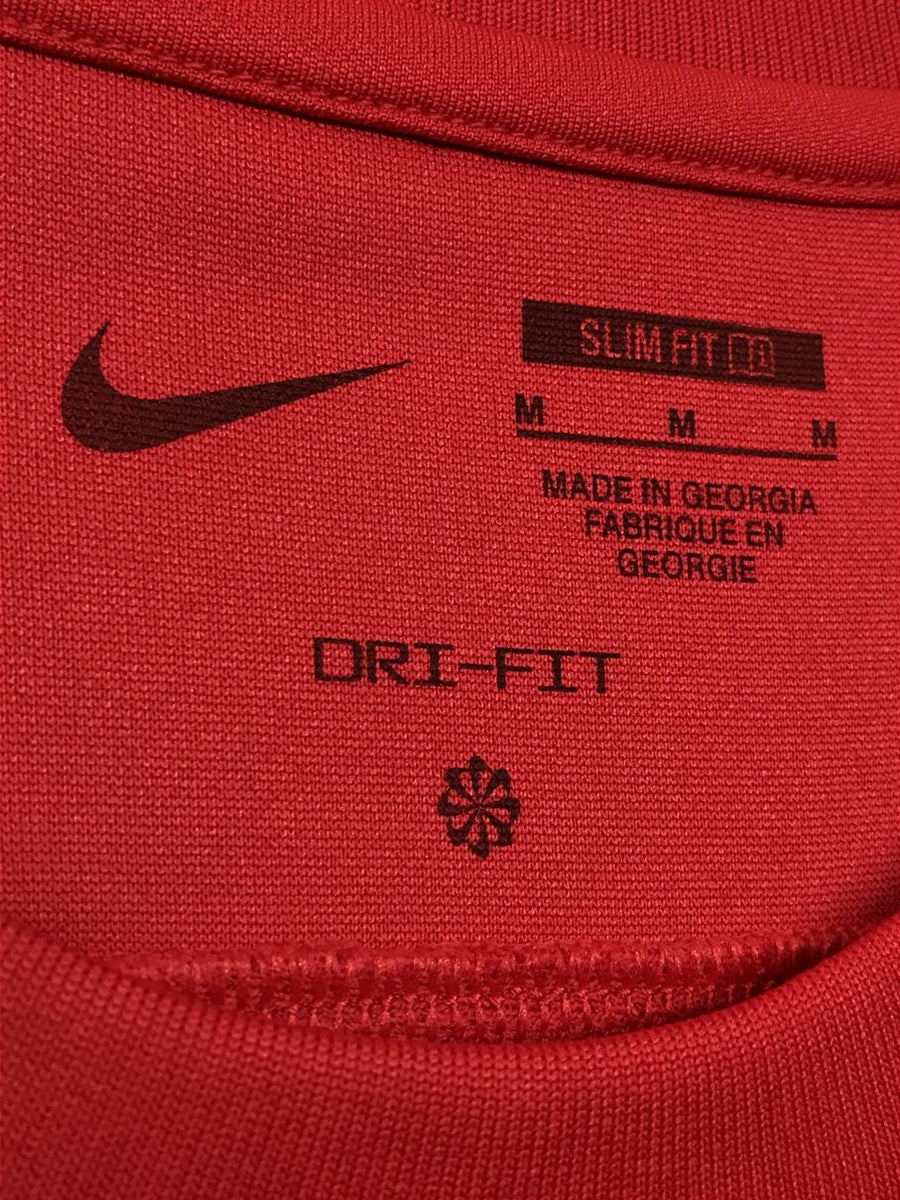 SLIM FIT
M M M
MADE IN GEORGIA
FABRIQUE EN
GEORGIE
DRI-FIT